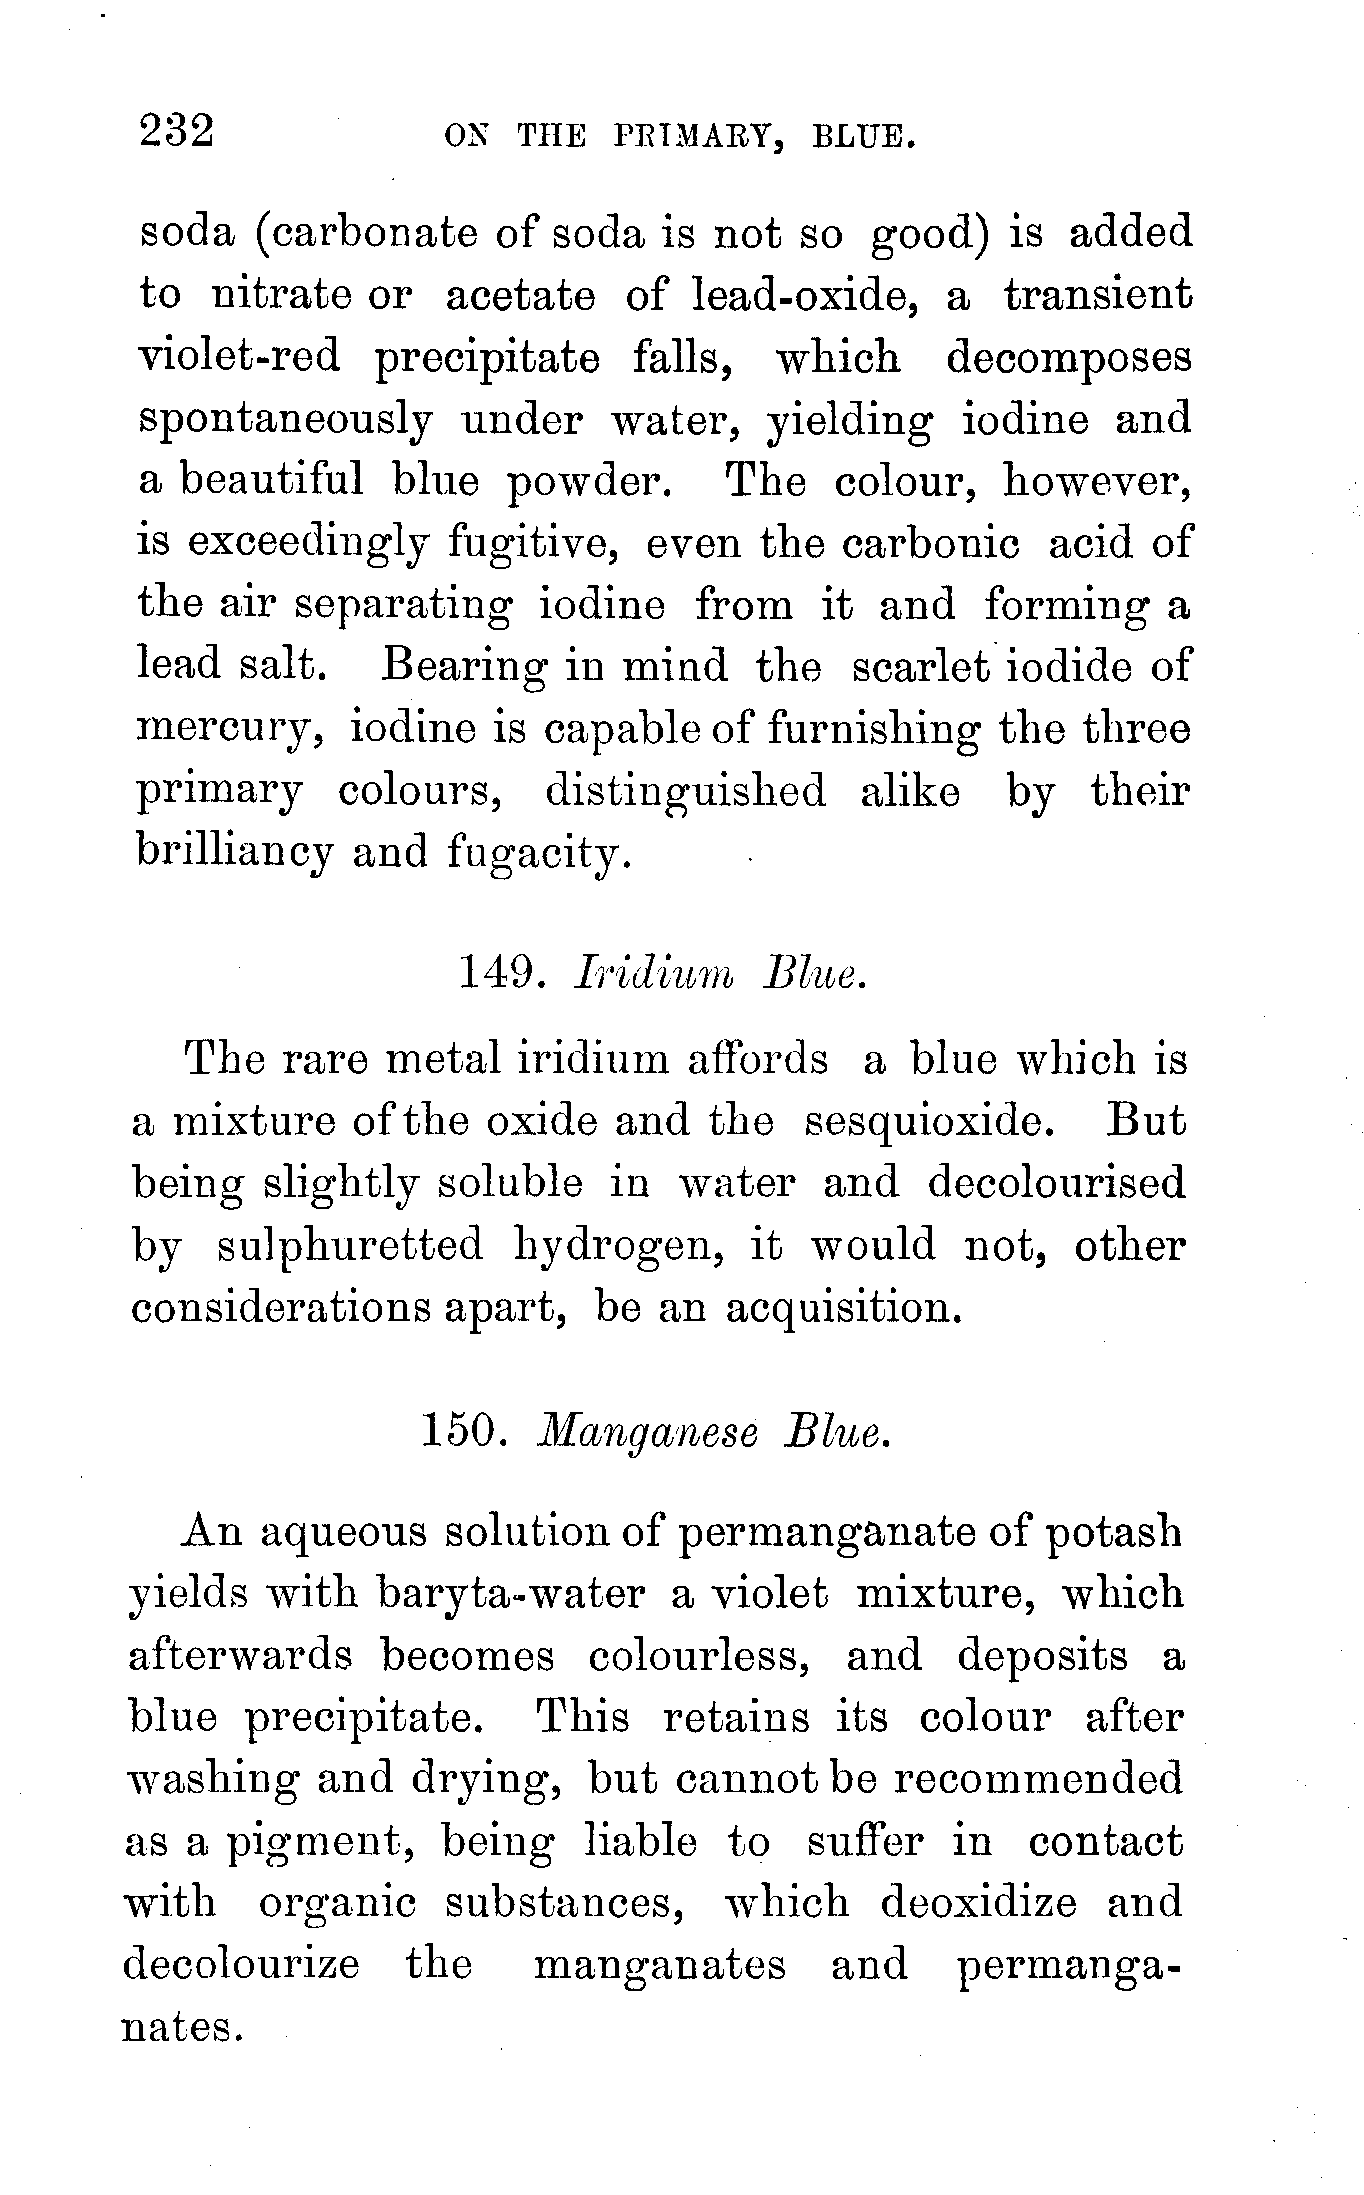 232 ON THE PRIMARY, BLUE.
soda (carbonate of soda is not so good) is added
to nitrate or acetate of lead-oxide, a transient
violet-red precipitate falls, which decomposes
spontaneously under water, yielding iodine and
a beautiful blue powder. The colour, however,
is exceedingly fugitive, even the carbonic acid of
the air separating iodine from it and forming a
lead salt. Bearing in mind the scarlet iodide of
mercury, iodine is capable of furnishing the three
primary colours, distinguished alike by their
brilliancy and fugacity.
149. Iridium Blue.
The rare metal iridium affords a blue which is
a mixture of the oxide and the sesquioxide. But
being slightly soluble in water and decolourised
by sulphuretted hydrogen, it would not, other
considerations apart, be an acquisition.
150. Manganese Blue.
An aqueous solution of permanganate of potash
yields with baryta-water a violet mixture, which
afterwards becomes colourless, and deposits a
blue precipitate. This retains its colour after
washing and drying, but cannot be recommended
as a pigment, being liable to suffer in contact
with organic substances, which deoxidize and
decolourize the manganates and permanga-
nates.